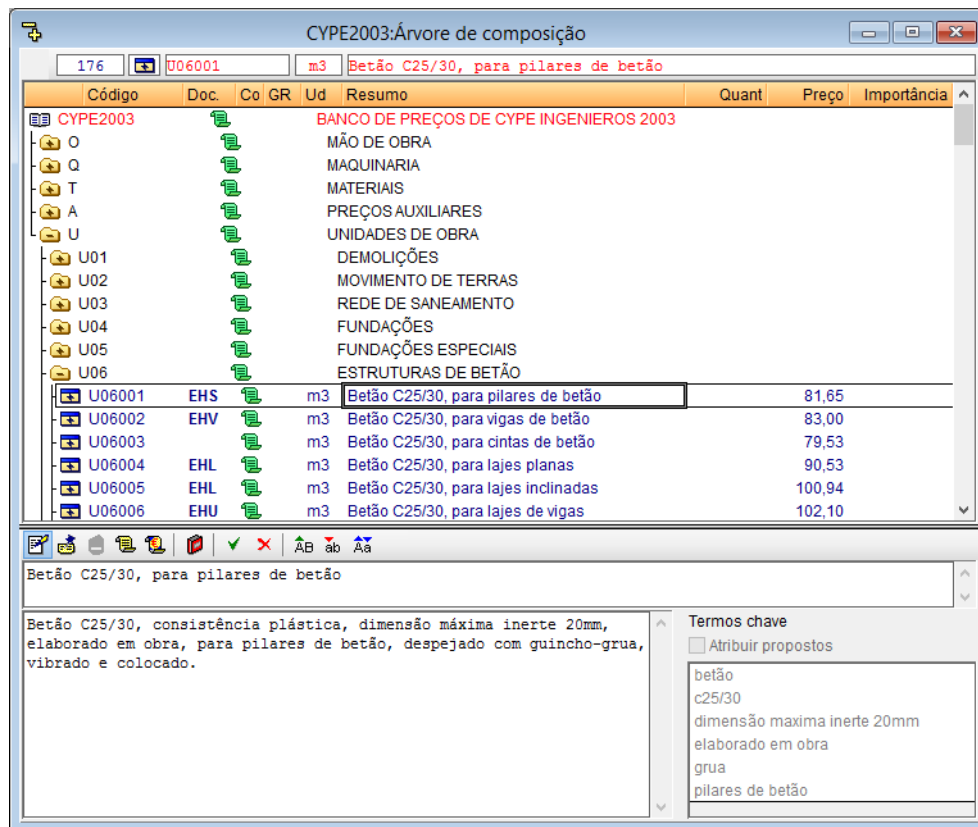 CYPE2003:Árvore de composição
176 U06001 m3 Betão C25/30, para pilares de betão
Código Doc. Co GR Ud Resumo Quant Preço Importância
CYPE2003 BANCO DE PREÇOS DE CYPE INGENIEROS 2003
O MÃO DE OBRA
Q MAQUINARIA
T MATERIAIS
A PREÇOS AUXILIARES
U UNIDADES DE OBRA
U01 DEMOLIÇÕES
U02 MOVIMENTO DE TERRAS
U03 REDE DE SANEAMENTO
U04 FUNDAÇÕES
U05 FUNDAÇÕES ESPECIAIS
U06 ESTRUTURAS DE BETÃO
U06001 EHS m3 Betão C25/30, para pilares de betão 81,65
U06002 EHV m3 Betão C25/30, para vigas de betão 83,00
U06003 m3 Betão C25/30, para cintas de betão 79,53
U06004 EHL m3 Betão C25/30, para lajes planas 90,53
U06005 EHL m3 Betão C25/30, para lajes inclinadas 100,94
U06006 EHU m3 Betão C25/30, para lajes de vigas 102,10
ÂB ãb Ãã
Betão C25/30, para pilares de betão
Betão C25/30, consistência plástica, dimensão máxima inerte 20mm,
elaborado em obra, para pilares de betão, despejado com guincho-grua,
vibrado e colocado.
Termos chave
Atribuir propostos
betão
c25/30
dimensão maxima inerte 20mm
elaborado em obra
grua
pilares de betão